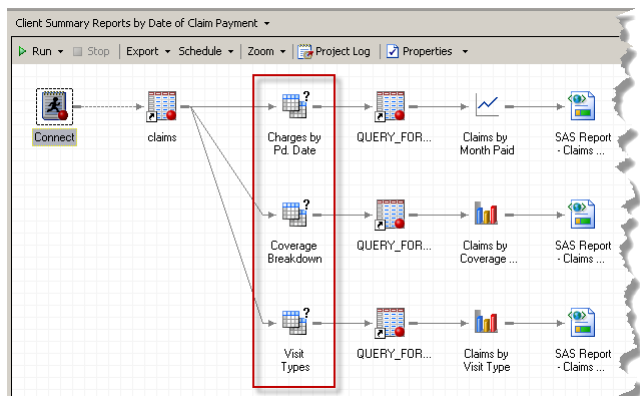 Client Summary Reports by Date of Claim Payment
Run Stop Export Schedule Zoom Project Log Properties
Connect claims Charges by Pd. Date QUERY_FOR... Claims by Month Paid SAS Report - Claims ...
Coverage Breakdown QUERY_FOR... Claims by Coverage ... SAS Report - Claims ...
Visit Types QUERY_FOR... Claims by Visit Type SAS Report - Claims ...